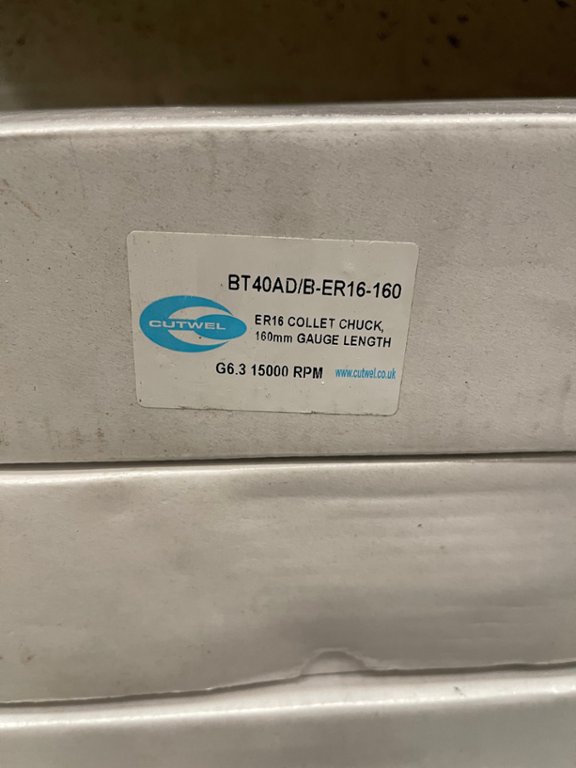 BT40AD/B-ER16-160
CUTWEL
ER16 COLLET CHUCK,
160mm GAUGE LENGTH
G6.3 15000 RPM www.cutwel.co.uk